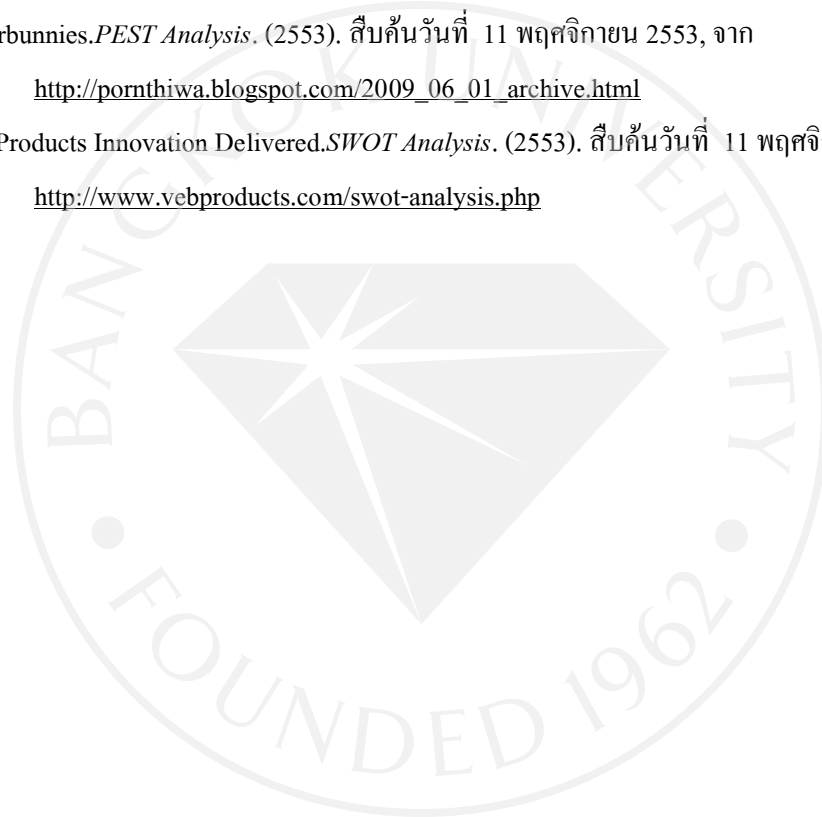 rbunnies.PEST Analysis. (2553). สืบค้นวันที่ 11 พฤศจิกายน 2553, จาก
http://pornthiwa.blogspot.com/2009_06_01_archive.html
Products Innovation Delivered.SWOT Analysis. (2553). สืบค้นวันที่ 11 พฤศจิ
http://www.vebproducts.com/swot-analysis.php
BANGKOK UNIVERSITY
FOUNDED 1962